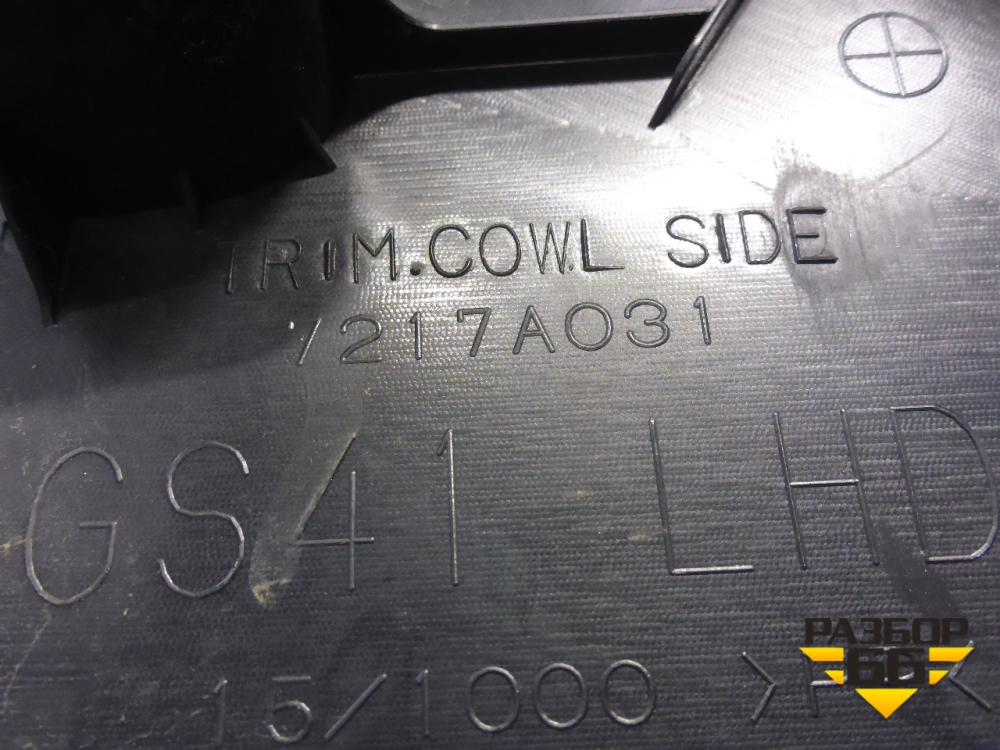 TRIM.COWL SIDE
7217A031
GS41 LHD
15/1000
РАЗБОР
66